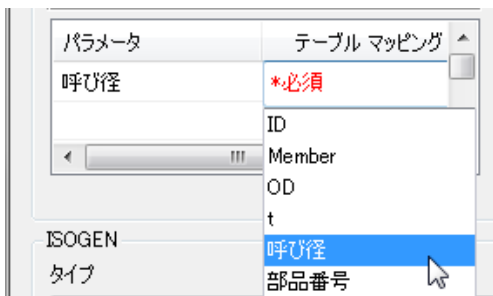 パラメータ テーブル マッピング
呼び径 *必須
ID
Member
OD
t
呼び径
部品番号
ISOGEN
タイプ